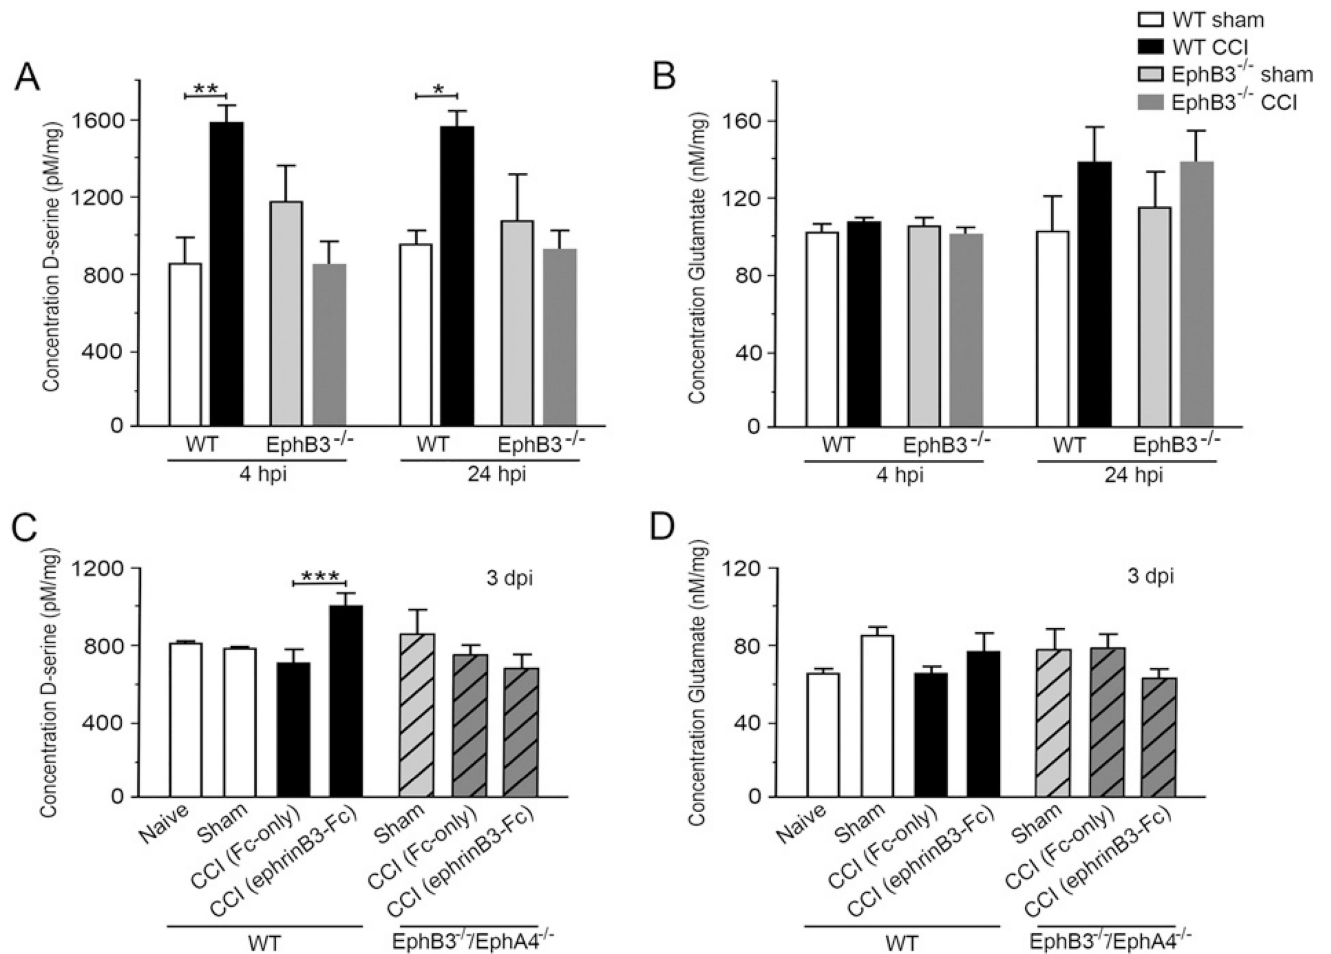 WT sham
WT CCI
EphB3-/- sham
EphB3-/- CCI
A
Concentration D-serine (pM/mg)
1600
1200
800
400
0
**
*
WT
EphB3-/-
WT
EphB3-/-
4 hpi
24 hpi
B
Concentration Glutamtate (nM/mg)
160
120
80
40
0
WT
EphB3-/-
WT
EphB3-/-
4 hpi
24 hpi
C
Concentration D-serine (pM/mg)
1200
800
400
0
***
3 dpi
Naive
Sham
CCI (Fc-only)
CCI (ephrinB3-Fc)
Sham
CCI (Fc-only)
CCI (ephrinB3-Fc)
WT
EphB3-/-/EphA4-/-
D
Concentration Glutamate (nM/mg)
120
80
40
0
3 dpi
Naive
Sham
CCI (Fc-only)
CCI (ephrinB3-Fc)
Sham
CCI (Fc-only)
CCI (ephrinB3-Fc)
WT
EphB3-/-/EphA4-/-